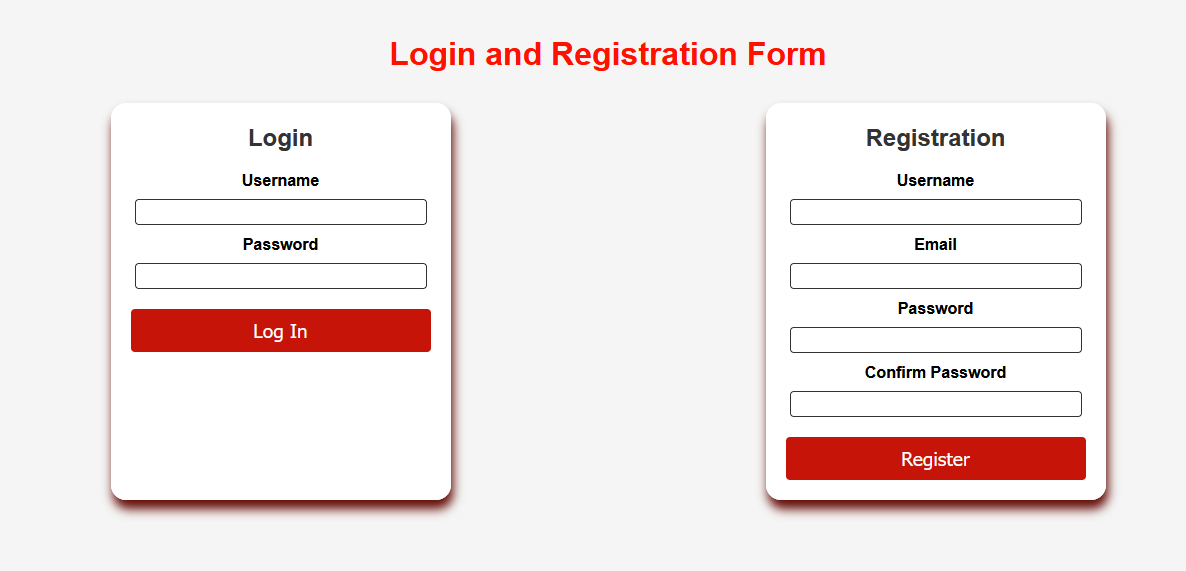 Login and Registration Form
Login
Username
Password
Log In
Registration
Username
Email
Password
Confirm Password
Register